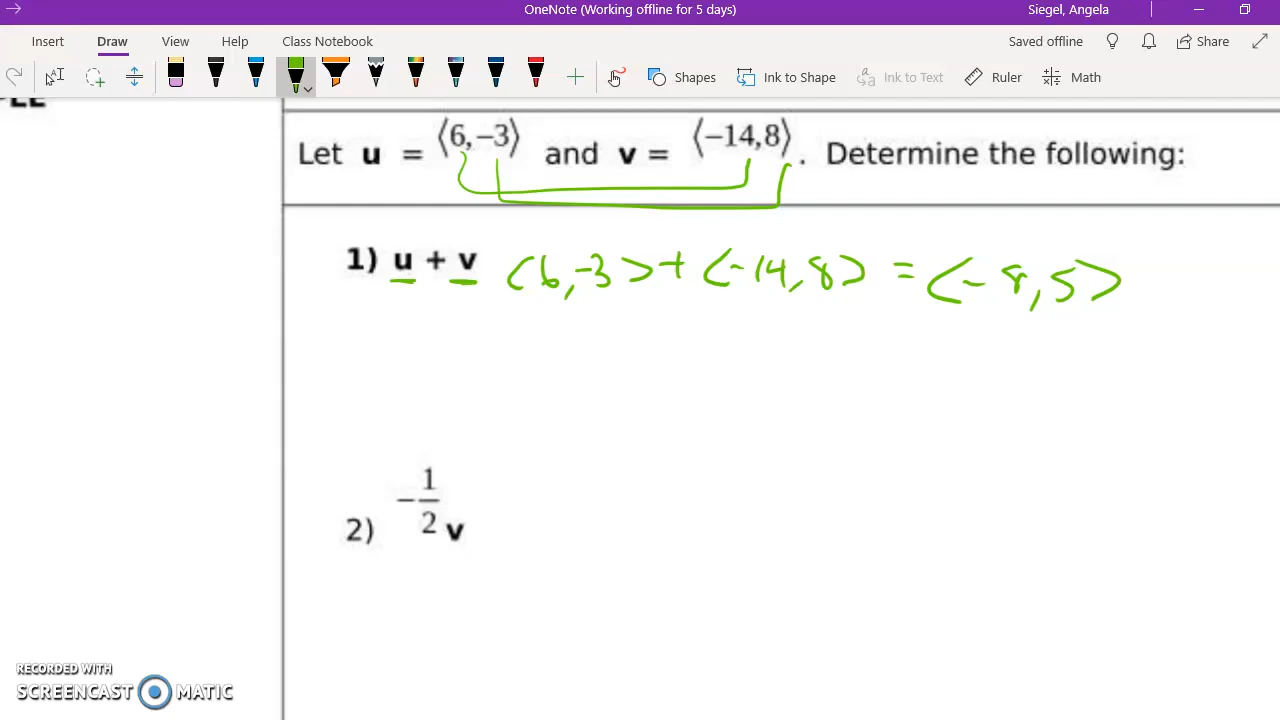 OneNote (Working offline for 5 days) Siegel, Angela
Insert Draw View Help Class Notebook Saved offline Share
Shapes Ink to Shape Ink to Text Ruler Math
Let u = ⟨6,−3⟩ and v = ⟨−14,8⟩. Determine the following:
1) u + v ⟨6,-3⟩ + ⟨-14,8⟩ = ⟨-8,5⟩
2) −1/2 v
RECORDED WITH
SCREENCAST MATIC